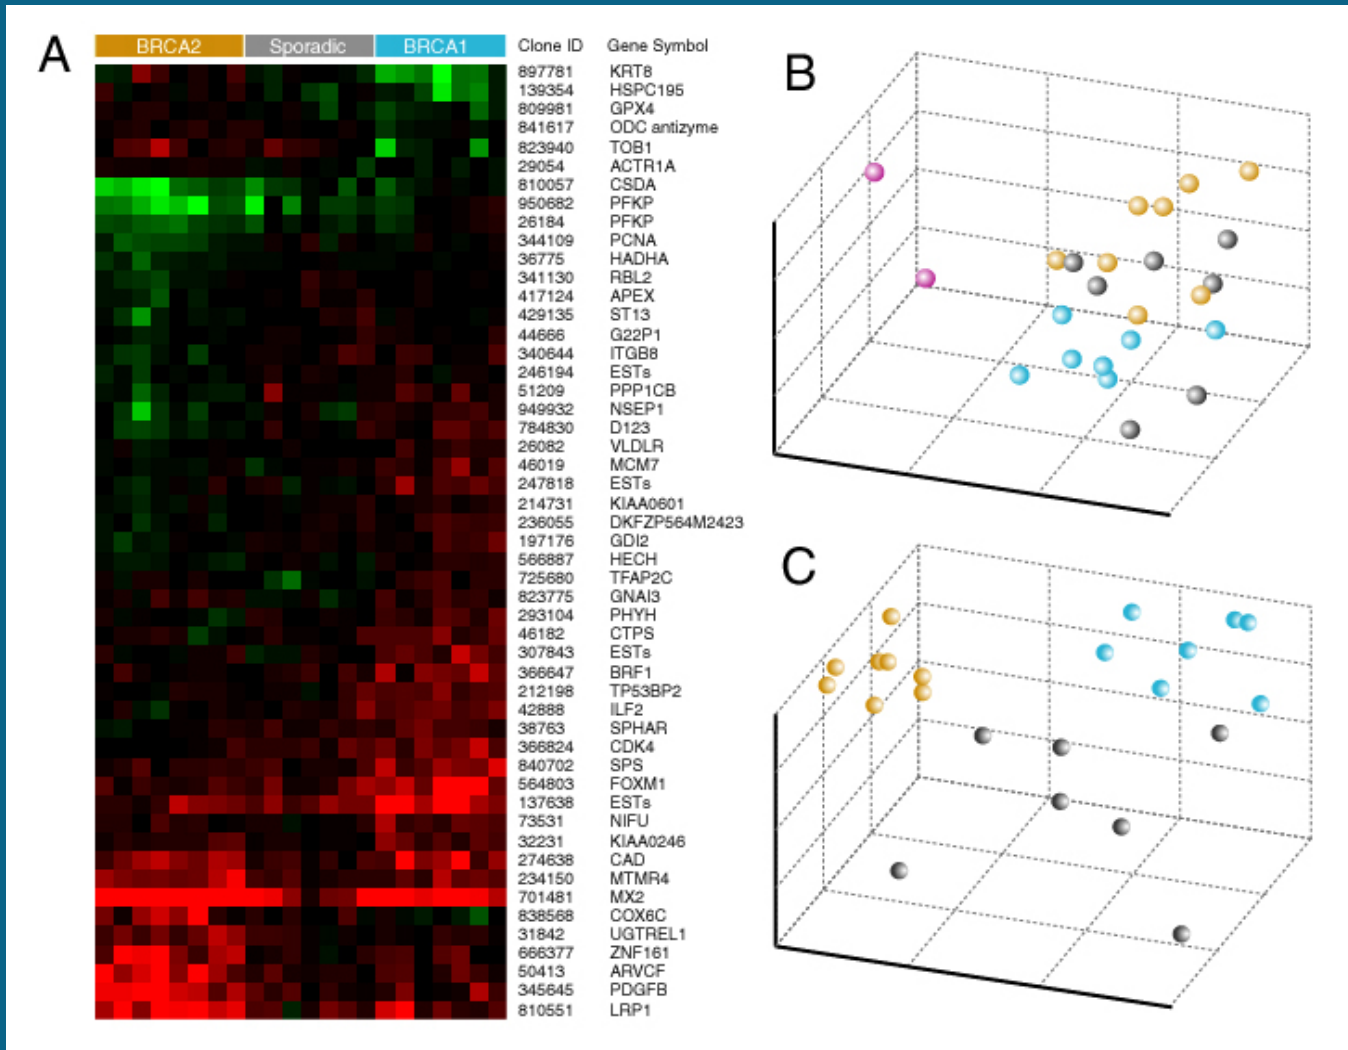 A
BRCA2 Sporadic BRCA1 Clone ID Gene Symbol
897781 KRT8
139354 HSPC195
809981 GPX4
841617 ODC antizyme
823940 TOB1
29054 ACTR1A
810057 CSDA
950682 PFKP
26184 PFKP
344109 PCNA
36775 HADHA
341130 RBL2
417124 APEX
429135 ST13
44666 G22P1
340644 ITGB8
246194 ESTs
51209 PPP1CB
949932 NSEP1
784830 D123
26082 VLDLR
46019 MCM7
247818 ESTs
214731 KIAA0601
236055 DKFZP564M2423
197176 GDI2
566887 HECH
725680 TFAP2C
823775 GNAI3
293104 PHYH
46182 CTPS
307843 ESTs
366647 BRF1
212198 TP53BP2
42888 ILF2
38763 SPHAR
366824 CDK4
840702 SPS
564803 FOXM1
137638 ESTs
73531 NIFU
32231 KIAA0246
274638 CAD
234150 MTMR4
701481 MX2
838568 COX6C
31842 UGTREL1
666377 ZNF161
50413 ARVCF
345645 PDGFB
810551 LRP1
B
C